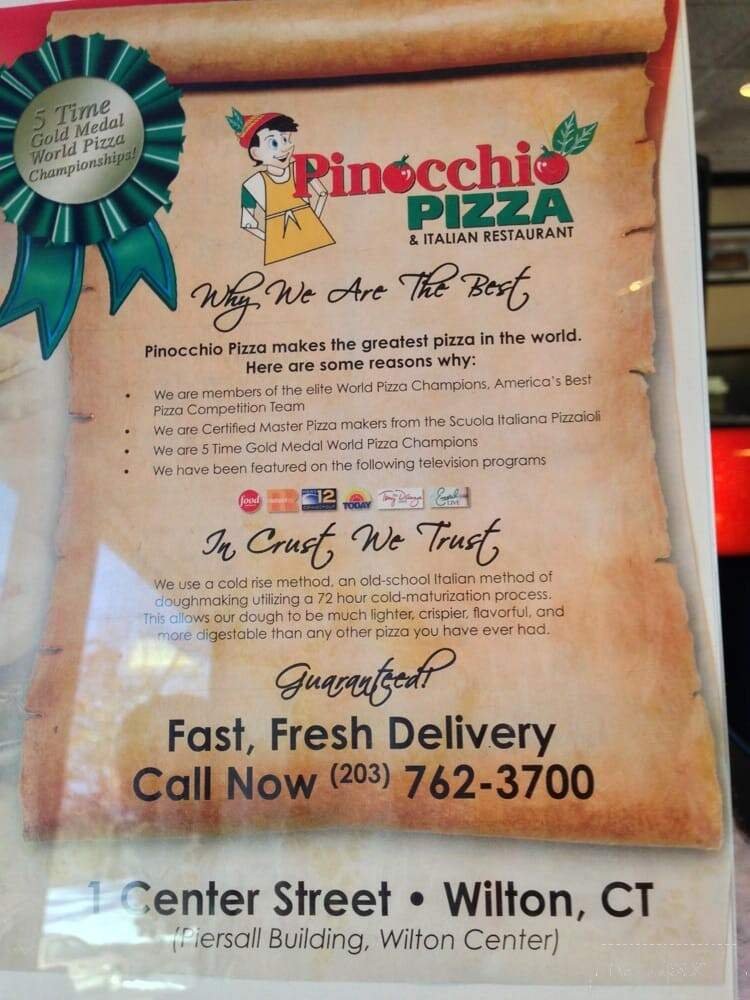 5 Time
Gold Medal
World Pizza
Championships!
Pinocchio
PIZZA
& ITALIAN RESTAURANT
Why We Are The Best
Pinocchio Pizza makes the greatest pizza in the world.
Here are some reasons why:
• We are members of the elite World Pizza Champions, America's Best
Pizza Competition Team
• We are Certified Master Pizza makers from the Scuola Italiana Pizzaioli
• We are 5 Time Gold Medal World Pizza Champions
• We have been featured on the following television programs
food
12
TODAY
Tony Danza
Emeril
LIVE
In Crust We Trust
We use a cold rise method, an old-school Italian method of
doughmaking utilizing a 72 hour cold-maturization process.
This allows our dough to be much lighter, crispier, flavorful, and
more digestable than any other pizza you have ever had.
Guaranteed!
Fast, Fresh Delivery
Call Now (203) 762-3700
1 Center Street • Wilton, CT
(Piersall Building, Wilton Center)